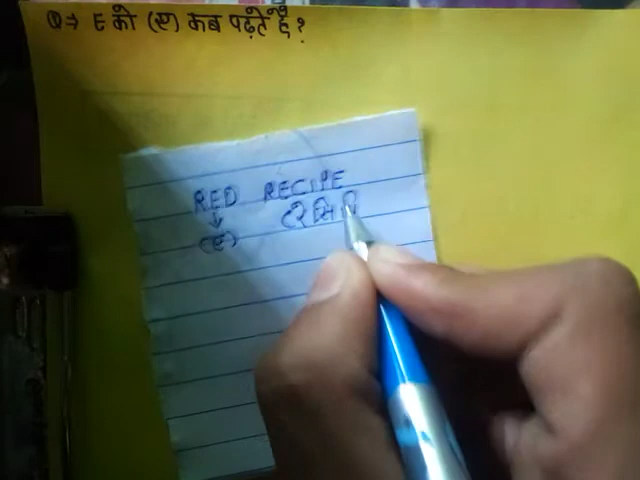 Q→ E को (ए) कब पढ़ते है?
RED RECIPE
↓ रेसि
(ए)